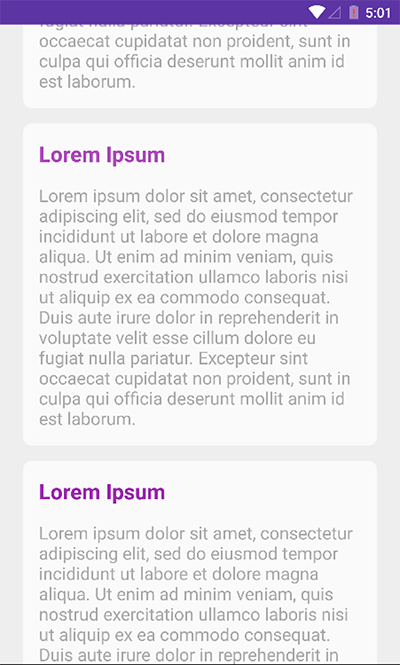 5:01
fugiat nulla pariatur. Excepteur sint
occaecat cupidatat non proident, sunt in
culpa qui officia deserunt mollit anim id
est laborum.
Lorem Ipsum
Lorem ipsum dolor sit amet, consectetur
adipiscing elit, sed do eiusmod tempor
incididunt ut labore et dolore magna
aliqua. Ut enim ad minim veniam, quis
nostrud exercitation ullamco laboris nisi
ut aliquip ex ea commodo consequat.
Duis aute irure dolor in reprehenderit in
voluptate velit esse cillum dolore eu
fugiat nulla pariatur. Excepteur sint
occaecat cupidatat non proident, sunt in
culpa qui officia deserunt mollit anim id
est laborum.
Lorem Ipsum
Lorem ipsum dolor sit amet, consectetur
adipiscing elit, sed do eiusmod tempor
incididunt ut labore et dolore magna
aliqua. Ut enim ad minim veniam, quis
nostrud exercitation ullamco laboris nisi
ut aliquip ex ea commodo consequat.
Duis aute irure dolor in reprehenderit in